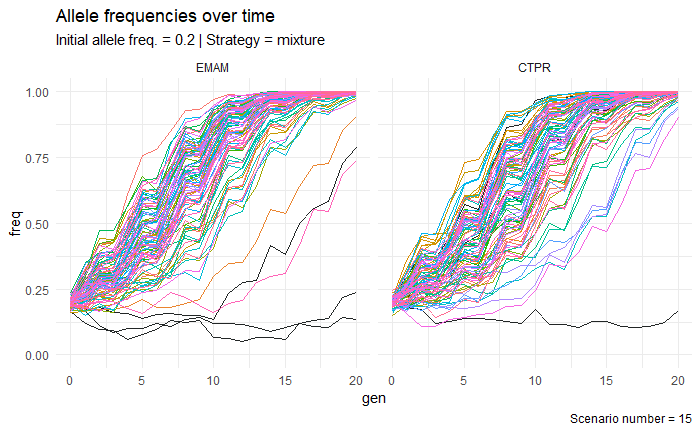 Allele frequencies over time
Initial allele freq. = 0.2 | Strategy = mixture
EMAM
CTPR
1.00
0.75
0.50
0.25
0.00
freq
0 5 10 15 20
0 5 10 15 20
gen
Scenario number = 15